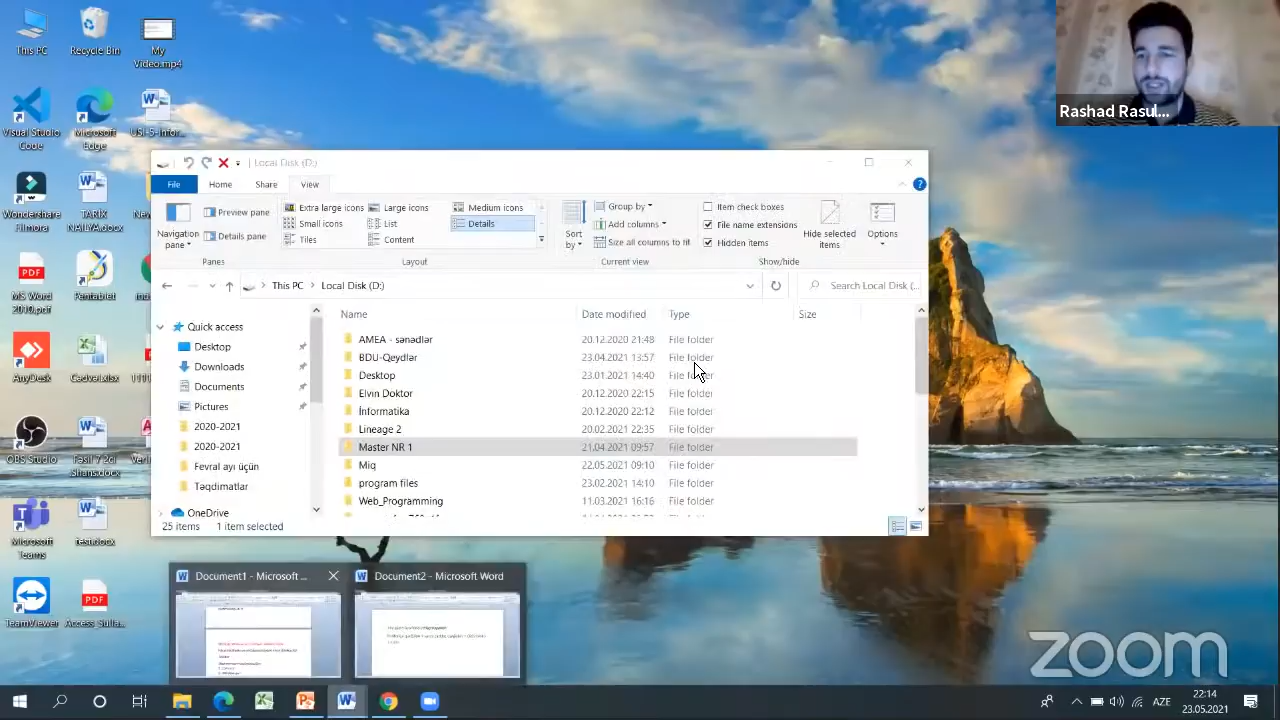 This PC
Recycle Bin
My Video.mp4
Visual Studio Code
Microsoft Edge
Wondershare Filmora
TARİX
MS Word 2010.pdf
Pentablet
AnyDesk
OBS Studio
Microsoft Teams
testi.docx
TeamViewer
Rashad Rasul...
Local Disk (D:)
File
Home
Share
View
Navigation pane
Preview pane
Details pane
Panes
Extra large icons
Large icons
Medium icons
Small icons
List
Details
Tiles
Content
Layout
Sort by
Group by
Add columns
Size all columns to fit
Current view
Item check boxes
File name extensions
Hidden items
Hide selected items
Options
Show/hide
This PC > Local Disk (D:)
Search Local Disk (...
Quick access
Desktop
Downloads
Documents
Pictures
2020-2021
2020-2021
Fevral ayı üçün
Təqdimatlar
OneDrive
Name Date modified Type Size
AMEA - sənədlər 20.12.2020 21:48 File folder
BDU-Qeydlər 23.04.2021 13:57 File folder
Desktop 23.01.2021 14:40 File folder
Elvin Doktor 20.12.2020 22:15 File folder
İnformatika 20.12.2020 22:12 File folder
Lineage 2 20.02.2021 22:35 File folder
Master NR 1 21.04.2021 09:57 File folder
Miq 22.05.2021 09:10 File folder
program files 23.02.2021 14:10 File folder
Web_Programming 11.03.2021 16:16 File folder
25 items 1 item selected
Document1 - Microsoft ...
Document2 - Microsoft Word
zoom
AZE
22:14
23.05.2021